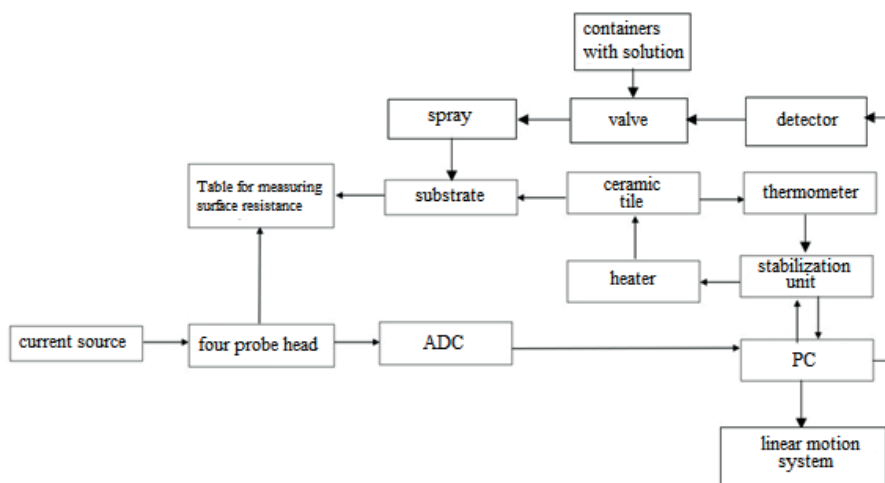 containers
with solution
spray
valve
detector
Table for measuring
surface resistance
substrate
ceramic
tile
thermometer
heater
stabilization
unit
current source
four probe head
ADC
PC
linear motion
system